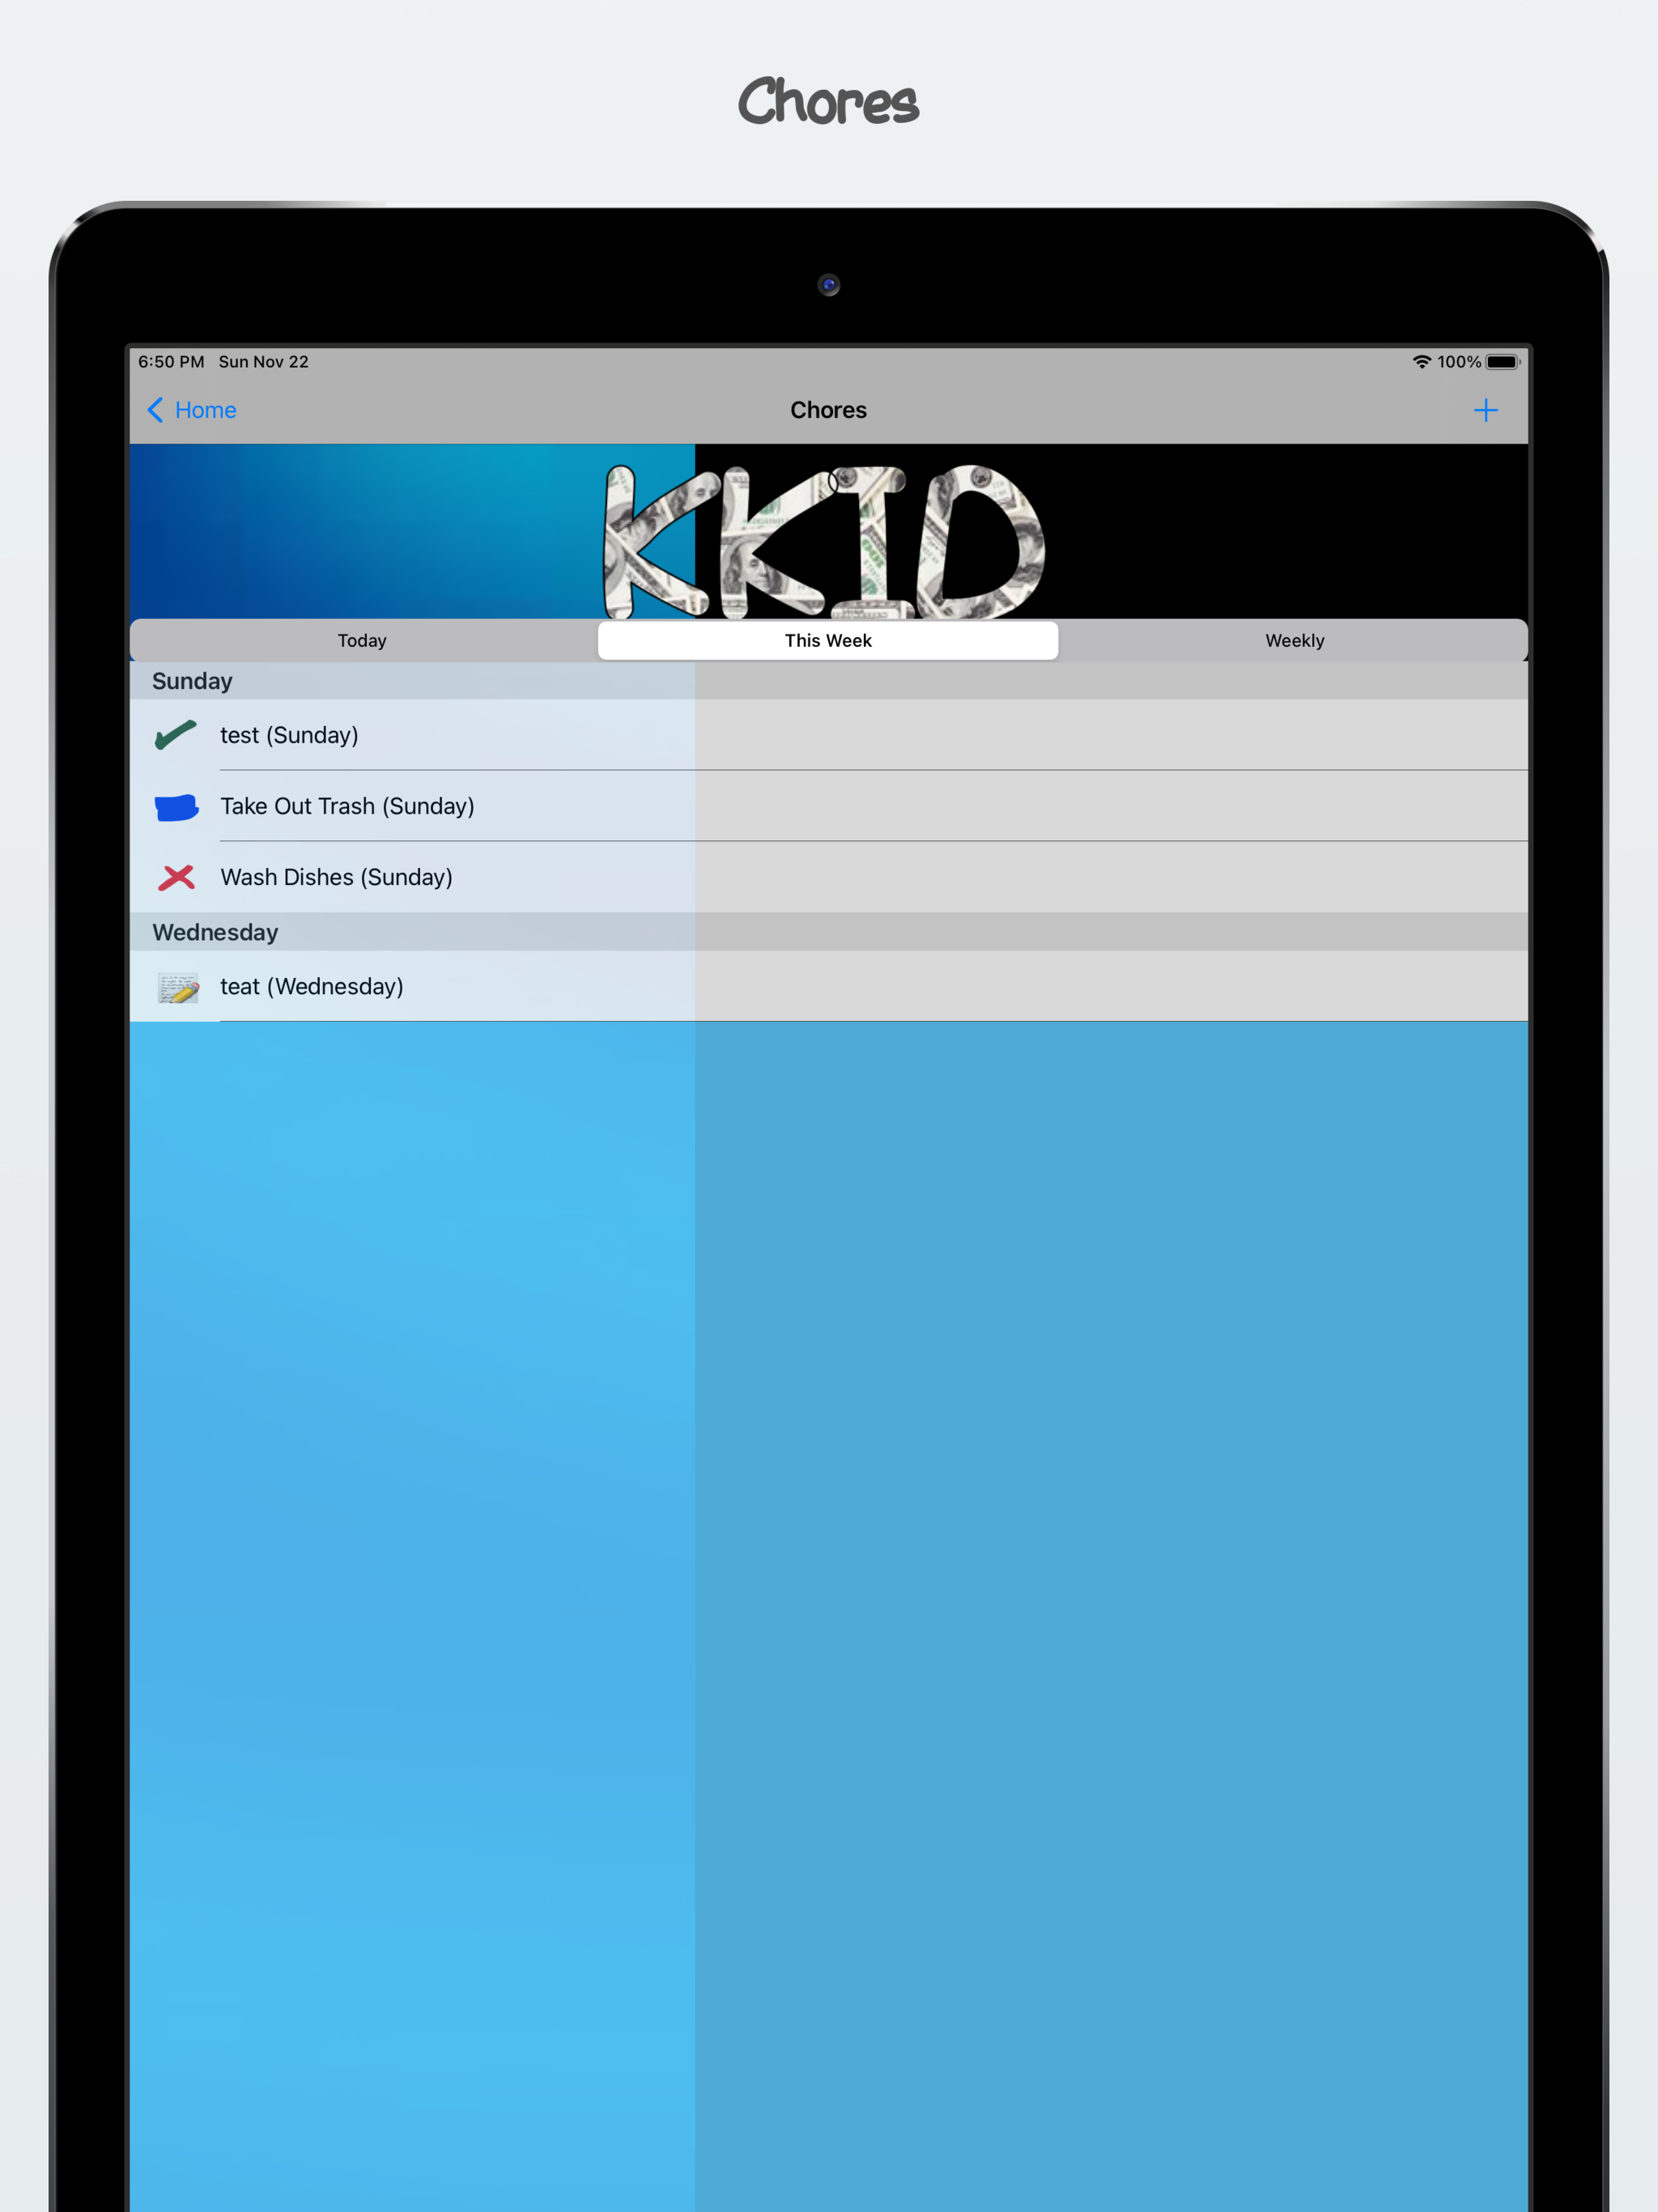 Chores
6:50 PM Sun Nov 22 100%
Home Chores +
KKID
Today This Week Weekly
Sunday
test (Sunday)
Take Out Trash (Sunday)
Wash Dishes (Sunday)
Wednesday
teat (Wednesday)